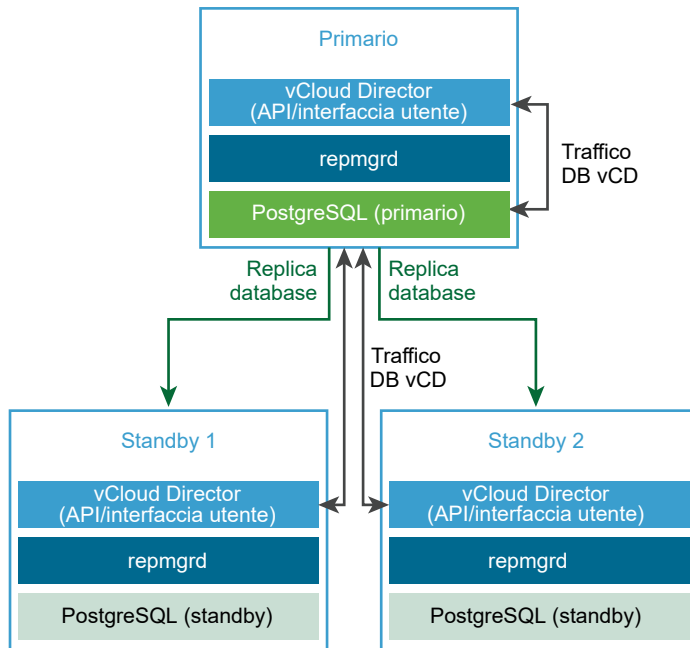 Primario
vCloud Director
(API/interfaccia utente)
repmgrd
PostgreSQL (primario)
Traffico
DB vCD
Replica
database
Replica
database
Traffico
DB vCD
Standby 1
vCloud Director
(API/interfaccia utente)
repmgrd
PostgreSQL (standby)
Standby 2
vCloud Director
(API/interfaccia utente)
repmgrd
PostgreSQL (standby)